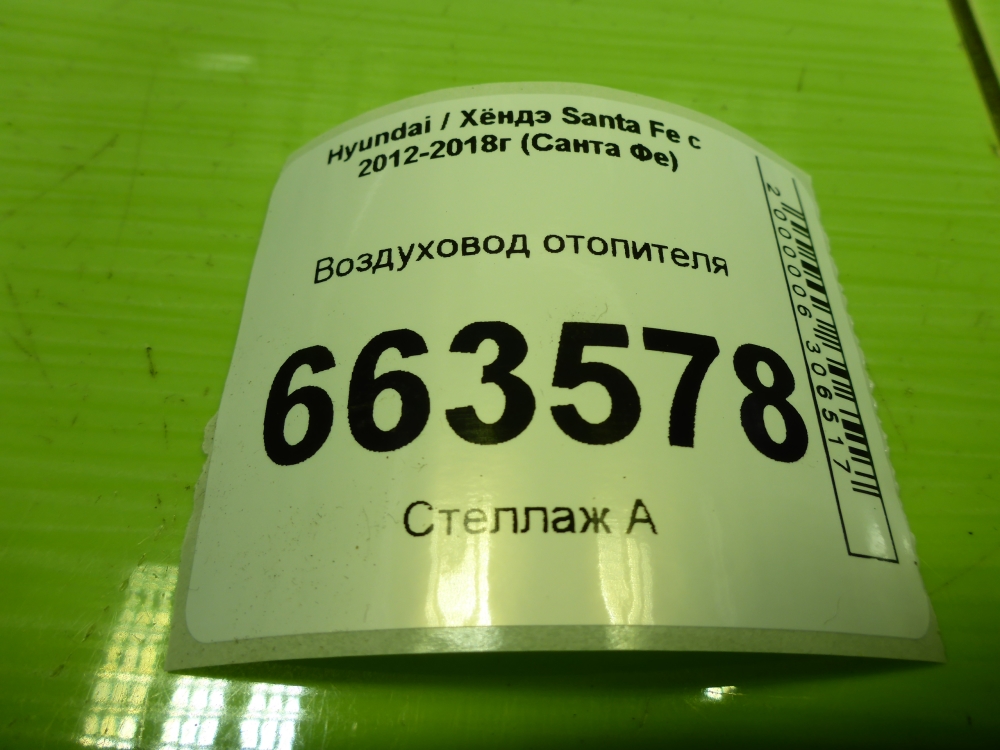 Hyundai / Хёндэ Santa Fe с
2012-2018г (Санта Фе)
Воздуховод отопителя
663578
Стеллаж А
2000006306517